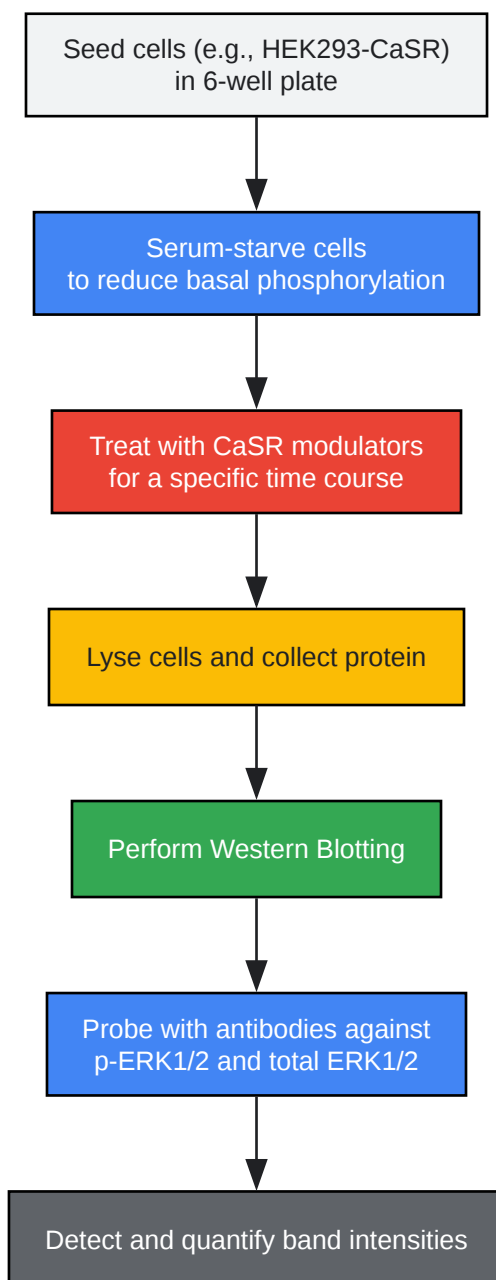 Seed cells (e.g., HEK293-CaSR)
in 6-well plate
Serum-starve cells
to reduce basal phosphorylation
Treat with CaSR modulators
for a specific time course
Lyse cells and collect protein
Perform Western Blotting
Probe with antibodies against
p-ERK1/2 and total ERK1/2
Detect and quantify band intensities